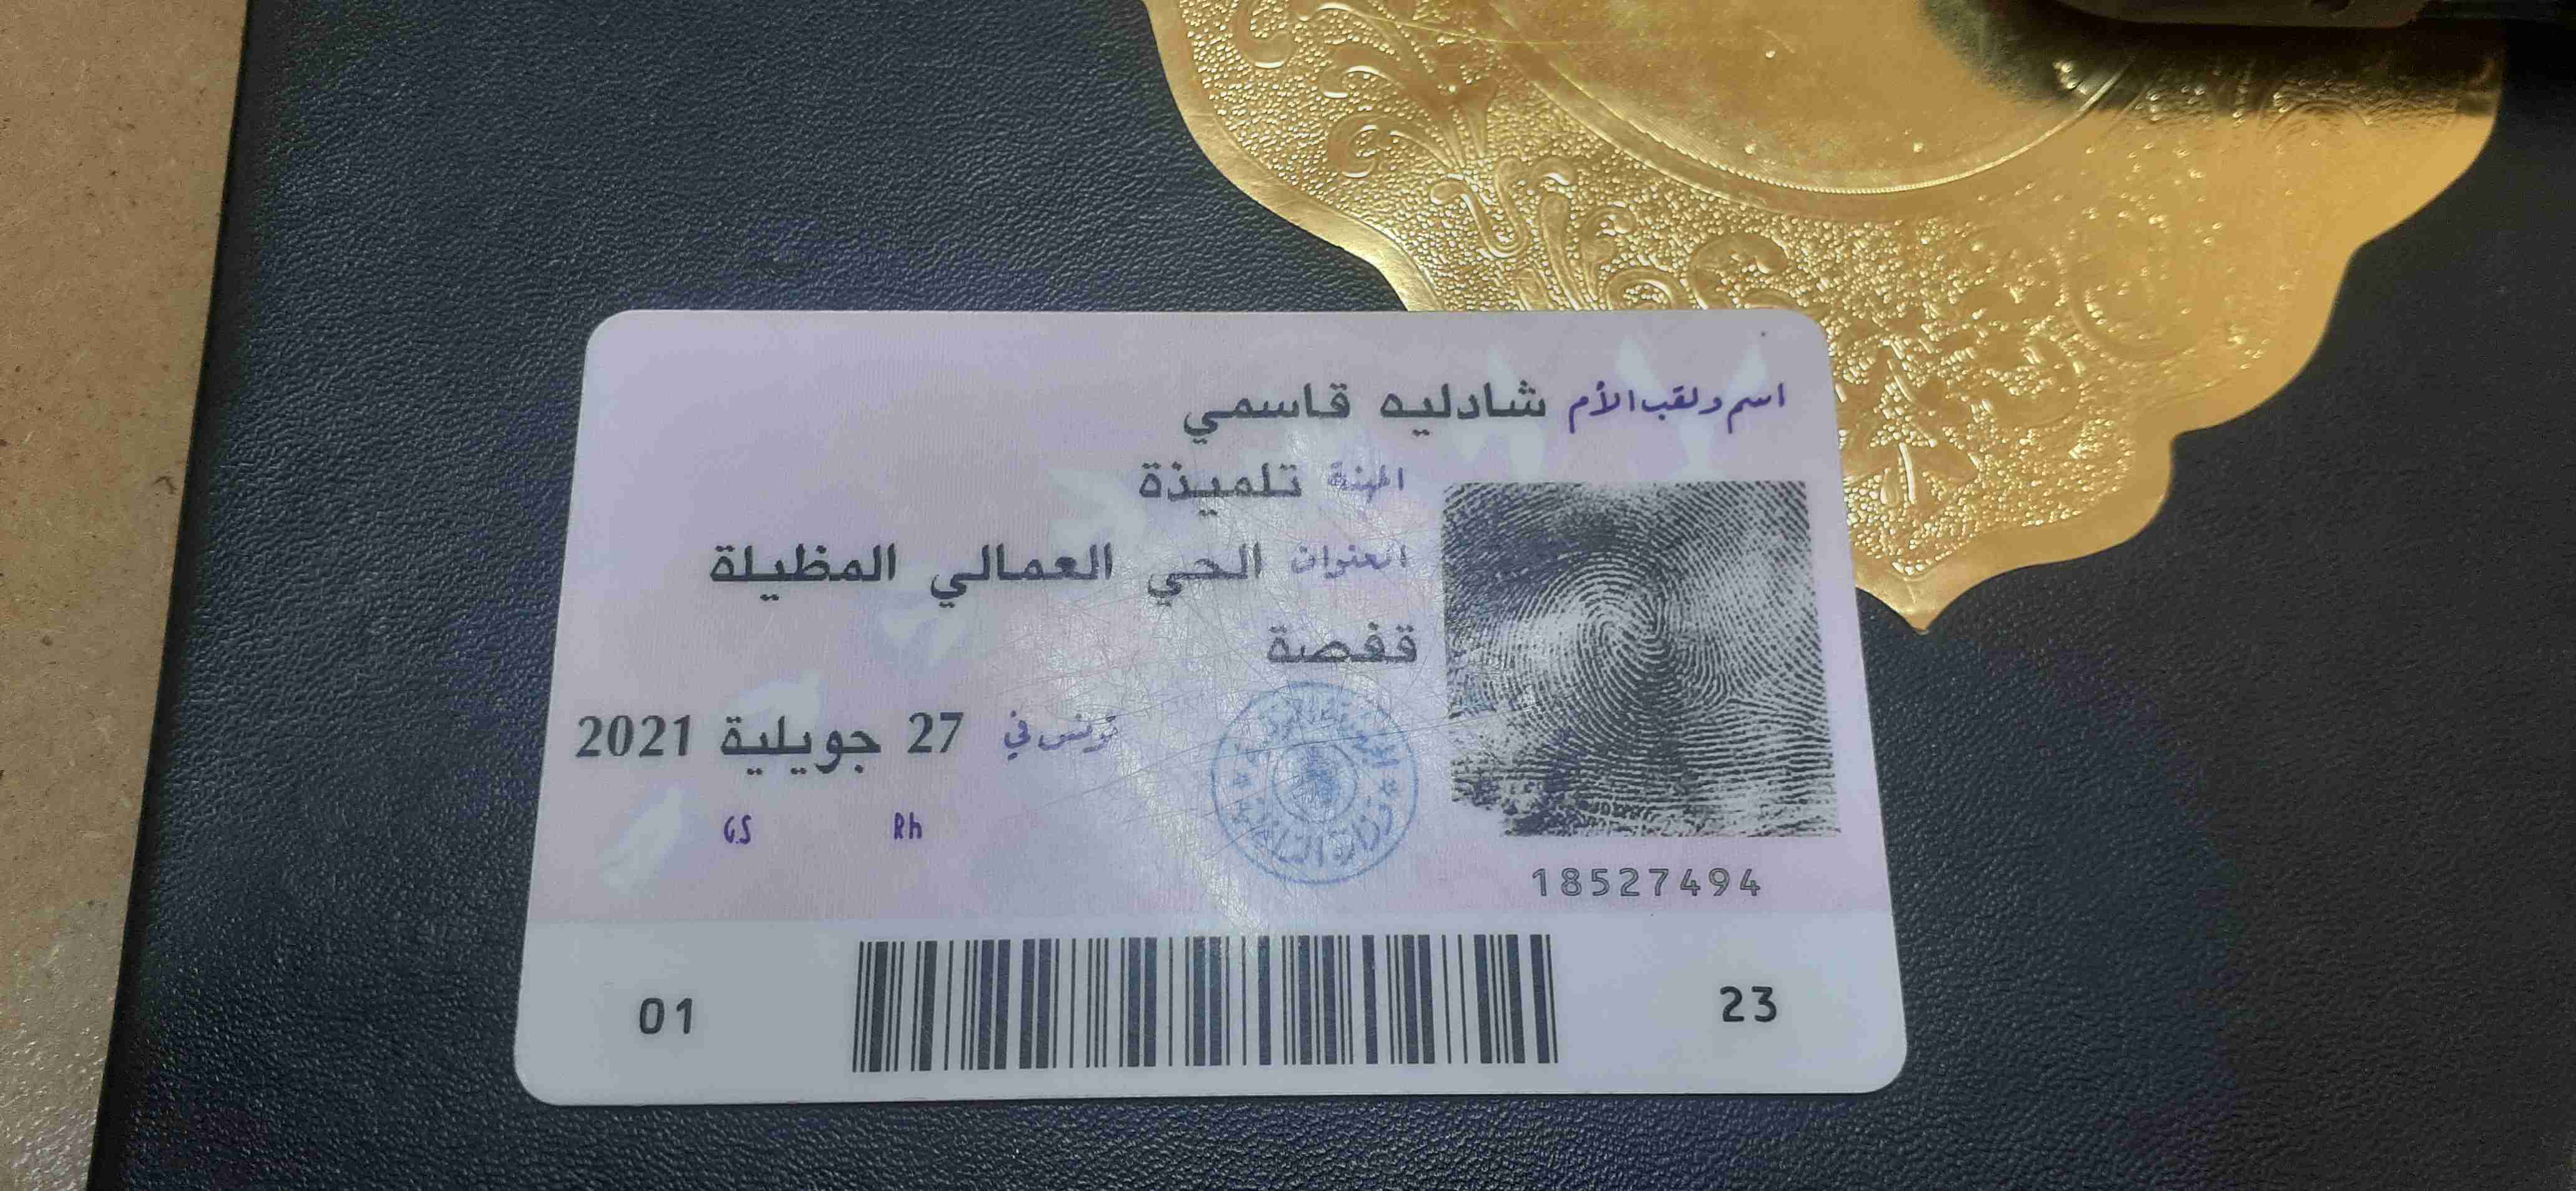 اسم ولقب الأم شادليه قاسمي
المهنة تلميذة
العنوان الحي العمالي المظيلة
قفصة
تونس في 27 جويلية 2021
GS Rh
18527494
01 23